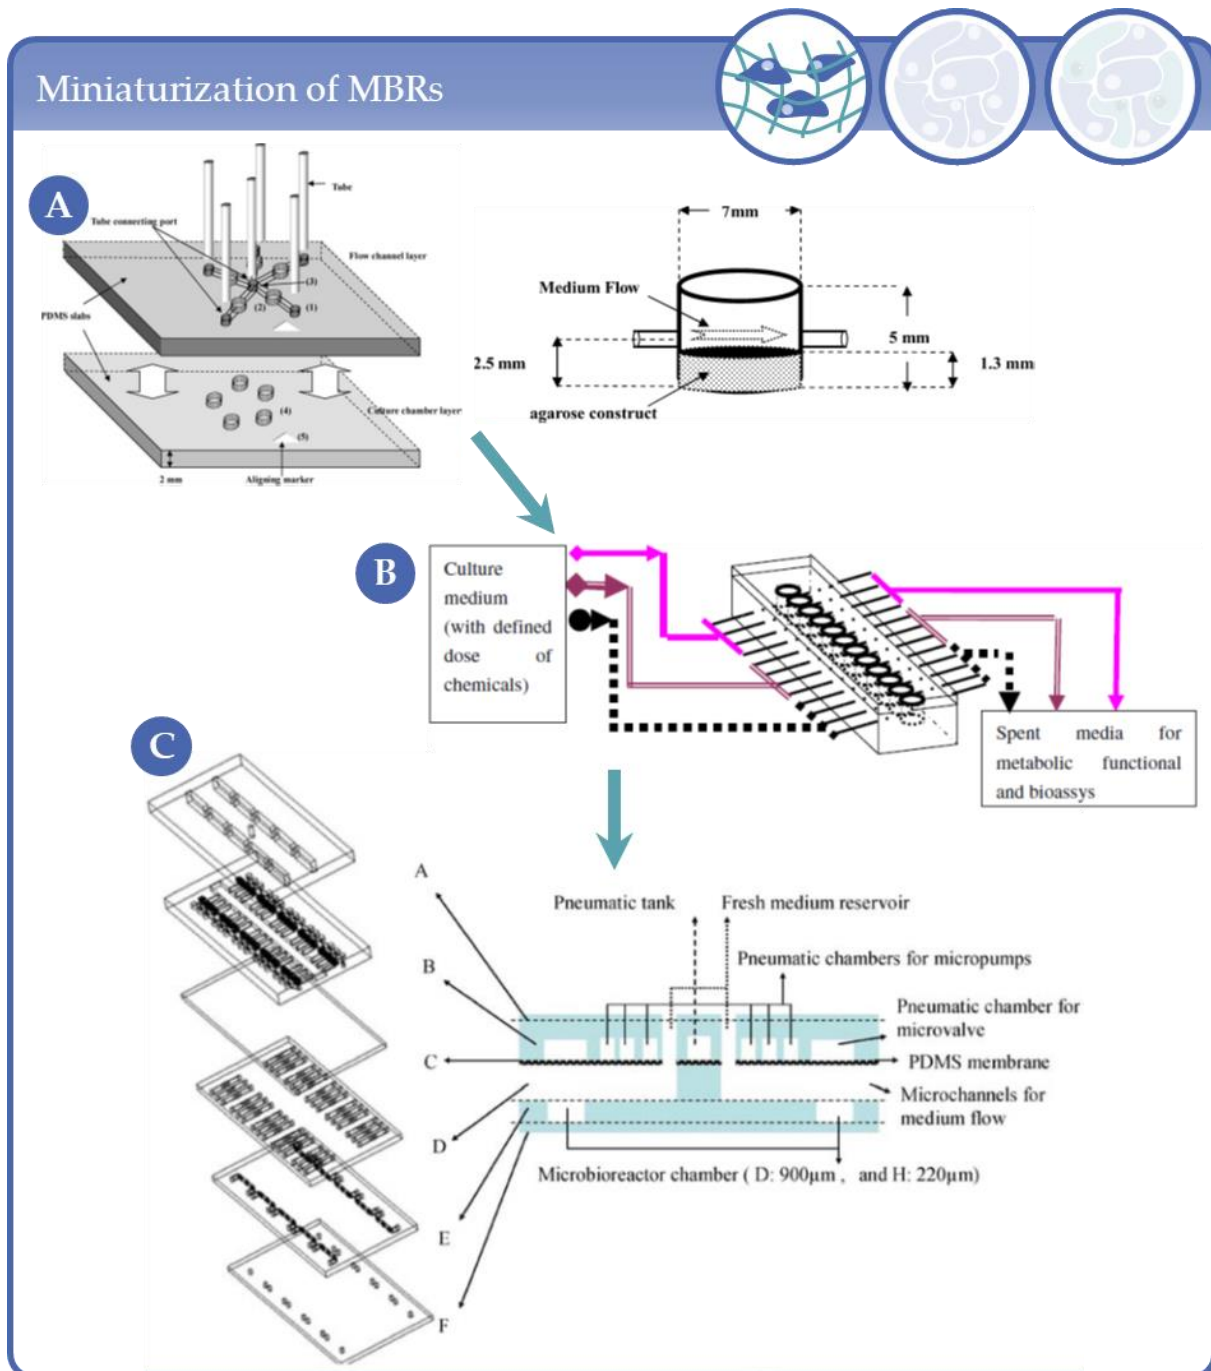 Miniaturization of MBRs
A
Tube
Tube connecting port
Flow channel layer
(3)
(2)
(1)
PDMS slabs
(4)
Culture chamber layer
(5)
2 mm
Aligning marker
7mm
Medium Flow
5 mm
2.5 mm
1.3 mm
agarose construct
B
Culture
medium
(with defined
dose of
chemicals)
Spent media for
metabolic functional
and bioassys
C
A
Pneumatic tank
Fresh medium reservoir
B
Pneumatic chambers for micropumps
Pneumatic chamber for
microvalve
C
PDMS membrane
Microchannels for
medium flow
D
Microbioreactor chamber ( D: 900μm , and H: 220μm)
E
F